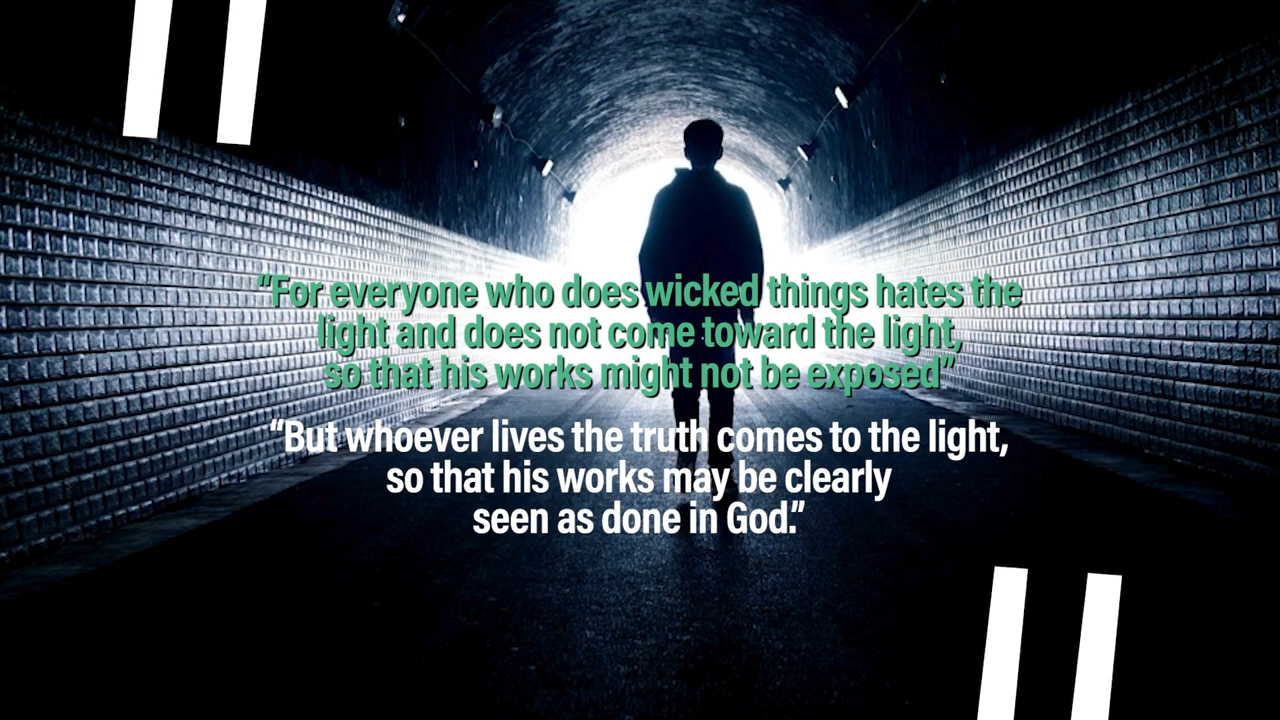 “For everyone who does wicked things hates the
light and does not come toward the light,
so that his works might not be exposed”
“But whoever lives the truth comes to the light,
so that his works may be clearly
seen as done in God.”